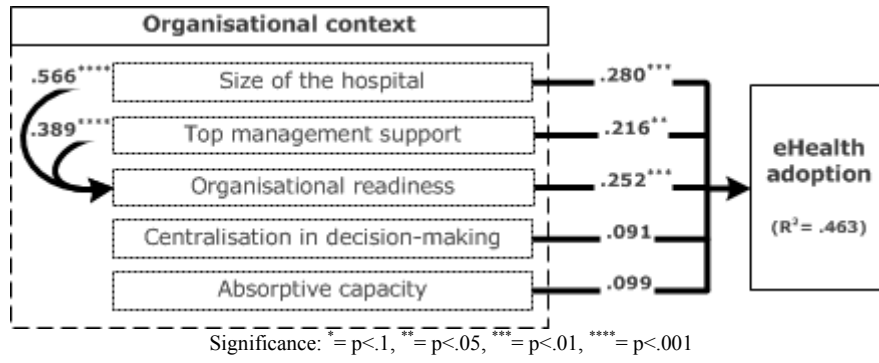 Organisational context
.566****
Size of the hospital
.280***
.389****
Top management support
.216**
eHealth
adoption
Organisational readiness
.252***
(R²= .463)
Centralisation in decision-making
.091
Absorptive capacity
.099
Significance: *= p<.1, **= p<.05, ***= p<.01, ****= p<.001